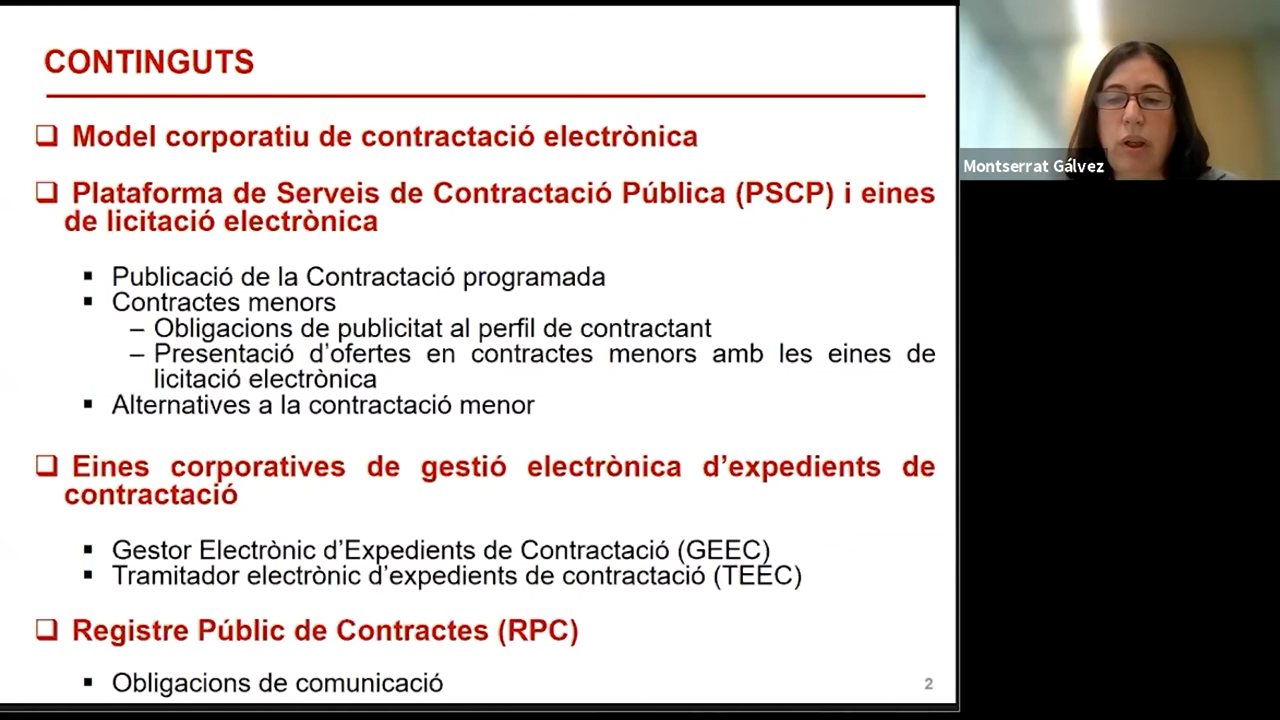 CONTINGUTS
❑ Model corporatiu de contractació electrònica
❑ Plataforma de Serveis de Contractació Pública (PSCP) i eines
de licitació electrònica
▪ Publicació de la Contractació programada
▪ Contractes menors
– Obligacions de publicitat al perfil de contractant
– Presentació d’ofertes en contractes menors amb les eines de
licitació electrònica
▪ Alternatives a la contractació menor
❑ Eines corporatives de gestió electrònica d’expedients de
contractació
▪ Gestor Electrònic d’Expedients de Contractació (GEEC)
▪ Tramitador electrònic d’expedients de contractació (TEEC)
❑ Registre Públic de Contractes (RPC)
▪ Obligacions de comunicació
2
Montserrat Gálvez